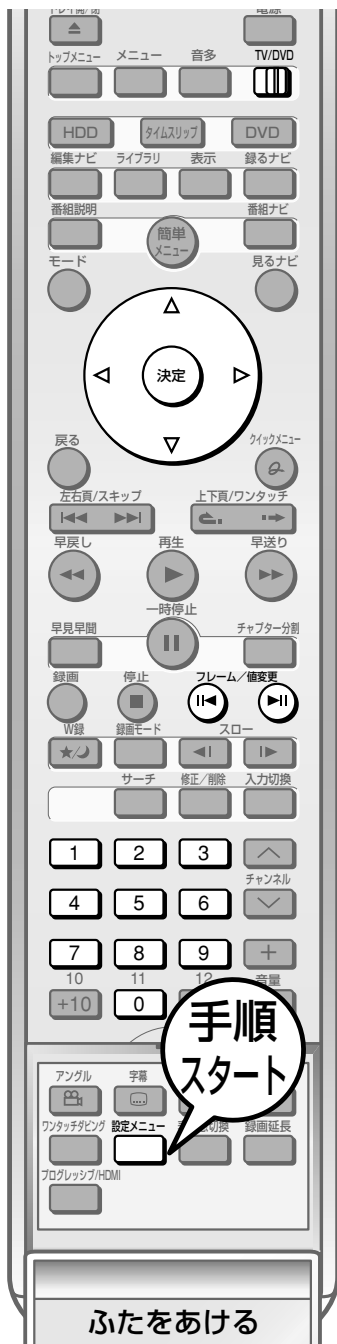 トレイ開/閉 電源
トップメニュー メニュー 音多 TV/DVD
HDD タイムスリップ DVD
編集ナビ ライブラリ 表示 録るナビ
番組説明 番組ナビ
簡単
メニュー
モード 見るナビ
決定
戻る クイックメニュー
左右頁/スキップ 上下頁/ワンタッチ
早戻し 再生 早送り
一時停止
早見早聞 チャプター分割
録画 停止 フレーム/値変更
W録 録画モード スロー
★/
サーチ 修正/削除 入力切換
1 2 3
チャンネル
4 5 6
7 8 9 +
10 11 12 音量
+10 0
手順
スタート
アングル 字幕
ワンタッチダビング 設定メニュー 切換 録画延長
プログレッシブ/HDMI
ふたをあける